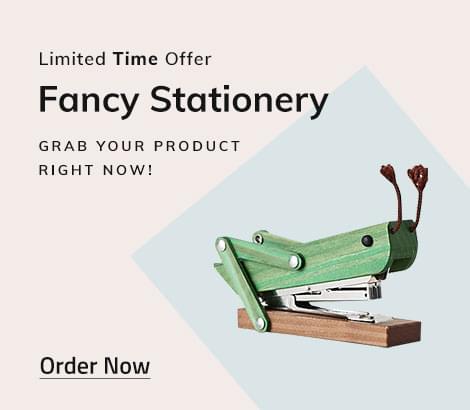 Limited Time Offer
Fancy Stationery
GRAB YOUR PRODUCT
RIGHT NOW!
Order Now